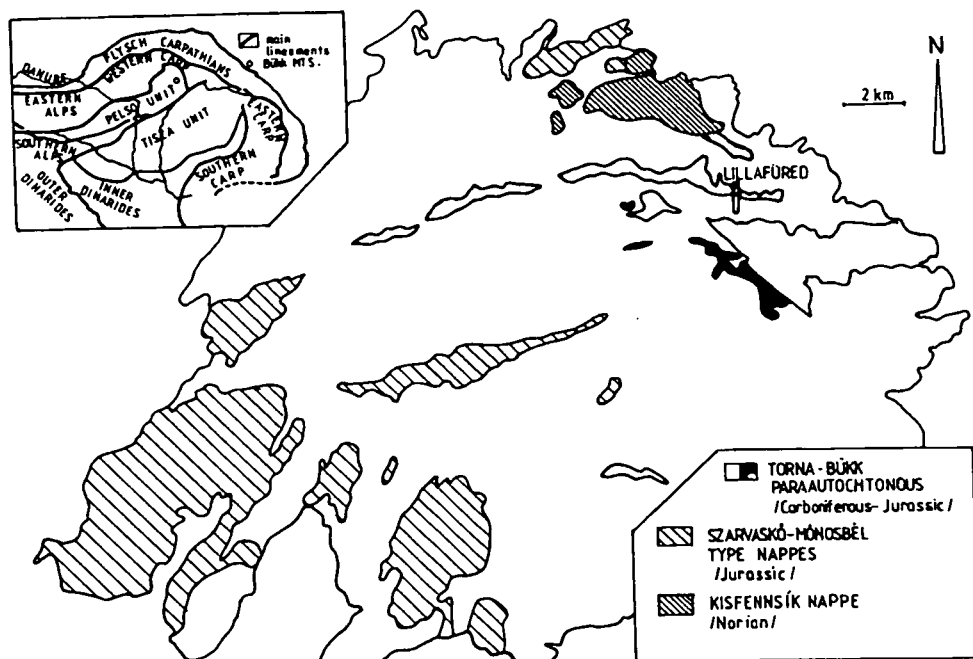 FLYSCH CARPATHIANS
WESTERN CARP
DANUBE
EASTERN ALPS
PELSO UNIT
TISZA UNIT
EASTERN CARP
SOUTHERN ALPS
SOUTHERN CARP
OUTER DINARIDES
INNER DINARIDES
main
lineaments
BÜKK MTS.
N
2 km
LILLAFÜRED
TORNA-BÜKK
PARAAUTOCHTONOUS
/Carboniferous-Jurassic/
SZARVASKŐ-MÓNOSBÉL
TYPE NAPPES
/Jurassic/
KISFENNSÍK NAPPE
/Norian/